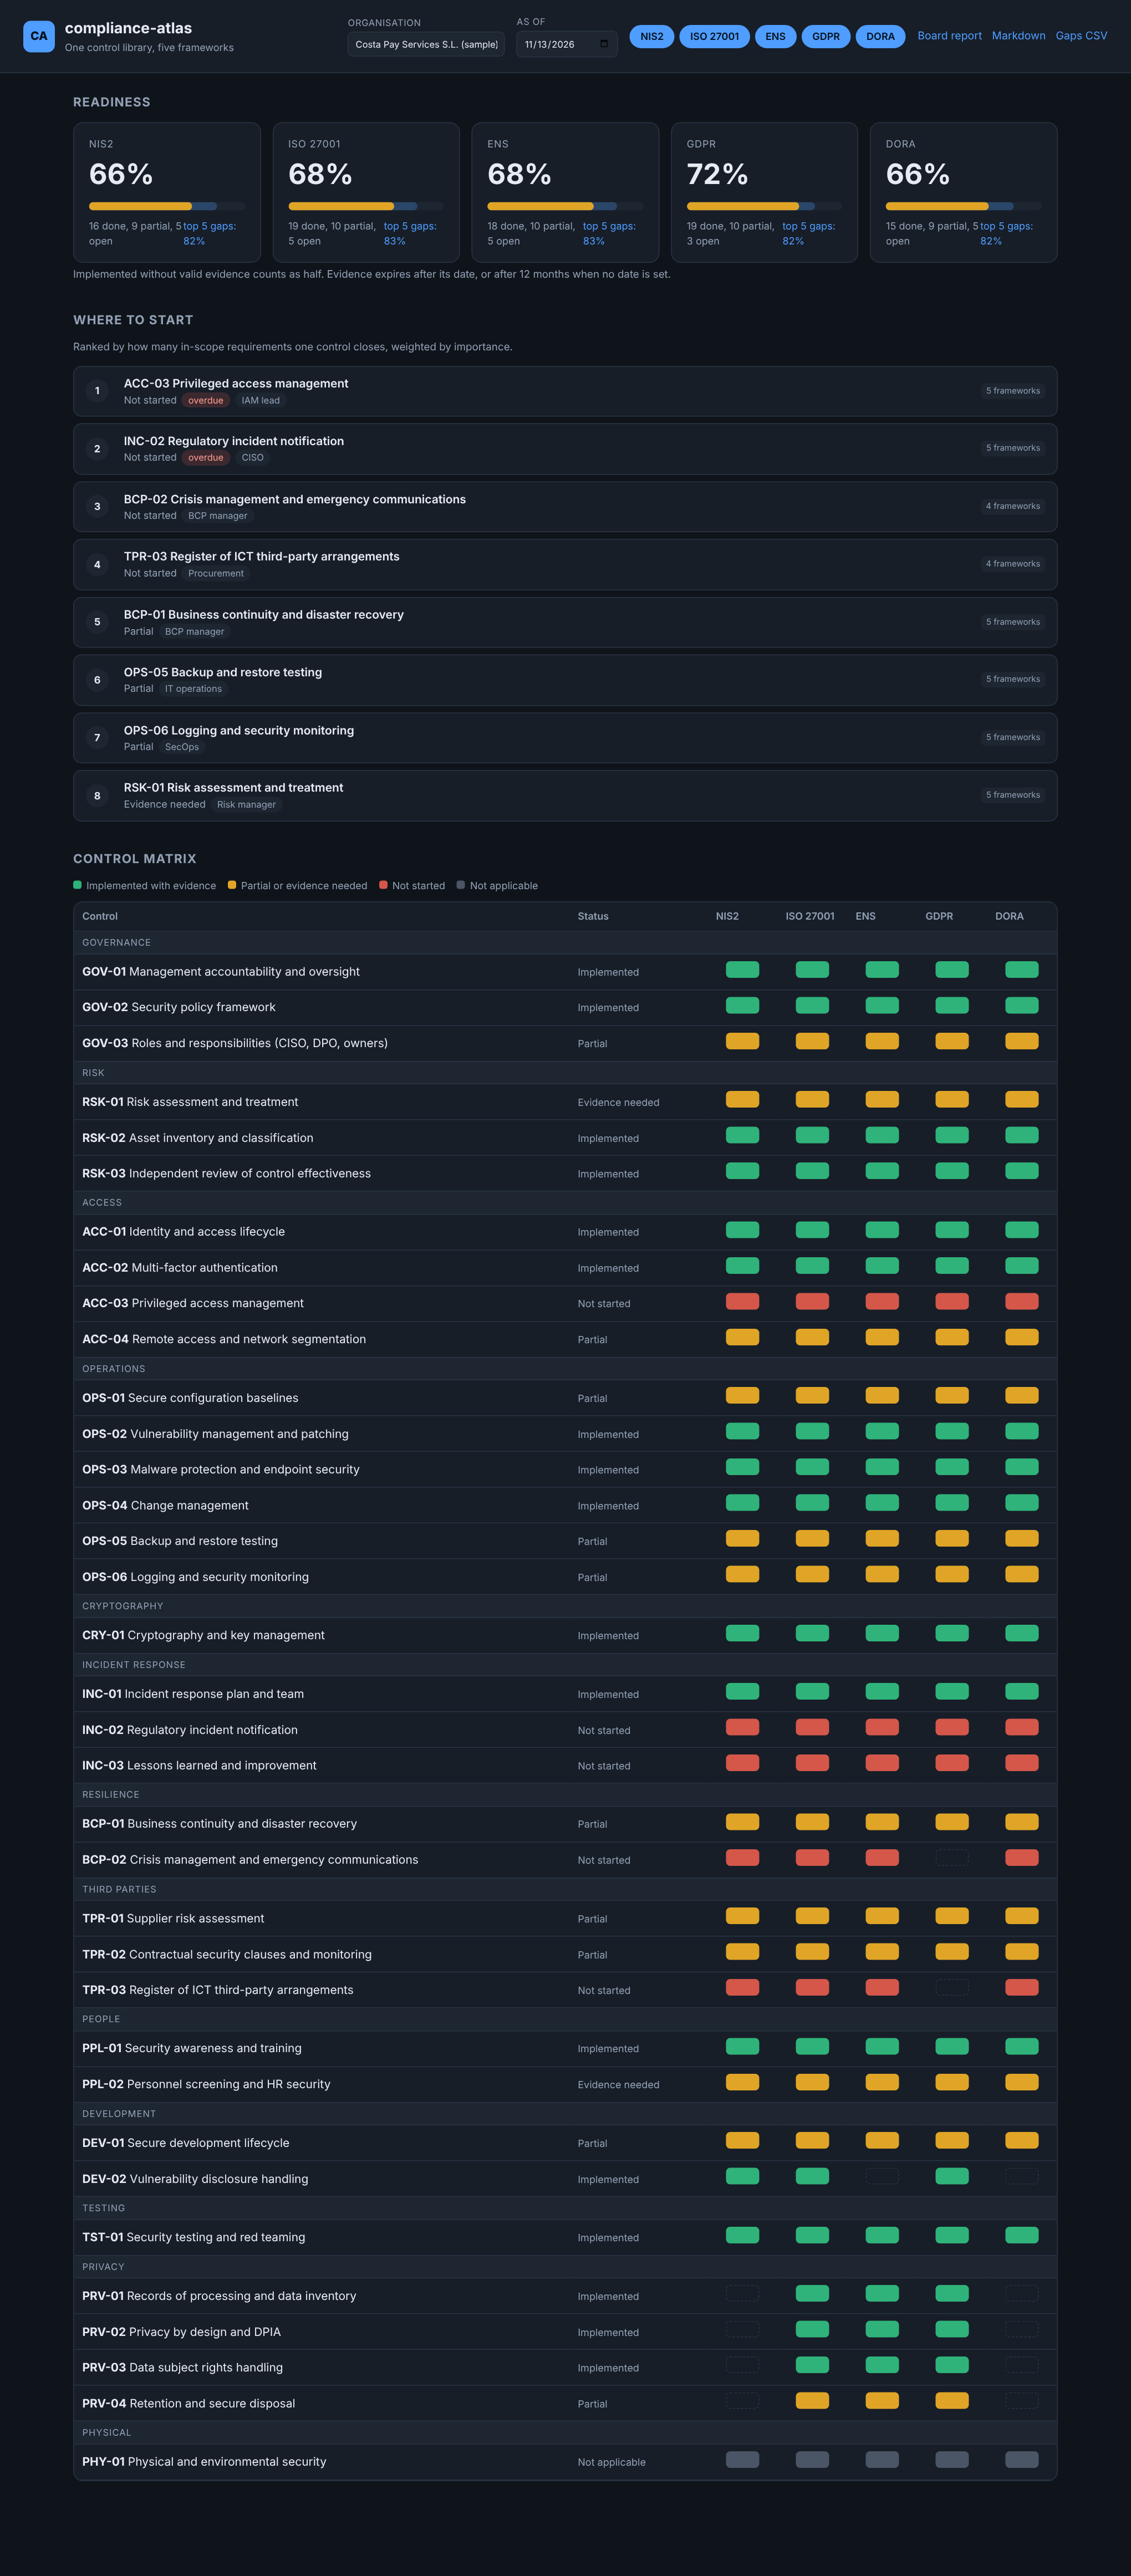 CA
compliance-atlas
One control library, five frameworks
ORGANISATION
Costa Pay Services S.L. (sample)
AS OF
11/13/2026
NIS2
ISO 27001
ENS
GDPR
DORA
Board report
Markdown
Gaps CSV
READINESS
NIS2
66%
16 done, 9 partial, 5 open
top 5 gaps: 82%
ISO 27001
68%
19 done, 10 partial, 5 open
top 5 gaps: 83%
ENS
68%
18 done, 10 partial, 5 open
top 5 gaps: 83%
GDPR
72%
19 done, 10 partial, 3 open
top 5 gaps: 82%
DORA
66%
15 done, 9 partial, 5 open
top 5 gaps: 82%
Implemented without valid evidence counts as half. Evidence expires after its date, or after 12 months when no date is set.
WHERE TO START
Ranked by how many in-scope requirements one control closes, weighted by importance.
1
ACC-03 Privileged access management
Not started overdue IAM lead
5 frameworks
2
INC-02 Regulatory incident notification
Not started overdue CISO
5 frameworks
3
BCP-02 Crisis management and emergency communications
Not started BCP manager
4 frameworks
4
TPR-03 Register of ICT third-party arrangements
Not started Procurement
4 frameworks
5
BCP-01 Business continuity and disaster recovery
Partial BCP manager
5 frameworks
6
OPS-05 Backup and restore testing
Partial IT operations
5 frameworks
7
OPS-06 Logging and security monitoring
Partial SecOps
5 frameworks
8
RSK-01 Risk assessment and treatment
Evidence needed Risk manager
5 frameworks
CONTROL MATRIX
Implemented with evidence Partial or evidence needed Not started Not applicable
Control Status NIS2 ISO 27001 ENS GDPR DORA
GOVERNANCE
GOV-01 Management accountability and oversight Implemented
GOV-02 Security policy framework Implemented
GOV-03 Roles and responsibilities (CISO, DPO, owners) Partial
RISK
RSK-01 Risk assessment and treatment Evidence needed
RSK-02 Asset inventory and classification Implemented
RSK-03 Independent review of control effectiveness Implemented
ACCESS
ACC-01 Identity and access lifecycle Implemented
ACC-02 Multi-factor authentication Implemented
ACC-03 Privileged access management Not started
ACC-04 Remote access and network segmentation Partial
OPERATIONS
OPS-01 Secure configuration baselines Partial
OPS-02 Vulnerability management and patching Implemented
OPS-03 Malware protection and endpoint security Implemented
OPS-04 Change management Implemented
OPS-05 Backup and restore testing Partial
OPS-06 Logging and security monitoring Partial
CRYPTOGRAPHY
CRY-01 Cryptography and key management Implemented
INCIDENT RESPONSE
INC-01 Incident response plan and team Implemented
INC-02 Regulatory incident notification Not started
INC-03 Lessons learned and improvement Not started
RESILIENCE
BCP-01 Business continuity and disaster recovery Partial
BCP-02 Crisis management and emergency communications Not started
THIRD PARTIES
TPR-01 Supplier risk assessment Partial
TPR-02 Contractual security clauses and monitoring Partial
TPR-03 Register of ICT third-party arrangements Not started
PEOPLE
PPL-01 Security awareness and training Implemented
PPL-02 Personnel screening and HR security Evidence needed
DEVELOPMENT
DEV-01 Secure development lifecycle Partial
DEV-02 Vulnerability disclosure handling Implemented
TESTING
TST-01 Security testing and red teaming Implemented
PRIVACY
PRV-01 Records of processing and data inventory Implemented
PRV-02 Privacy by design and DPIA Implemented
PRV-03 Data subject rights handling Implemented
PRV-04 Retention and secure disposal Partial
PHYSICAL
PHY-01 Physical and environmental security Not applicable